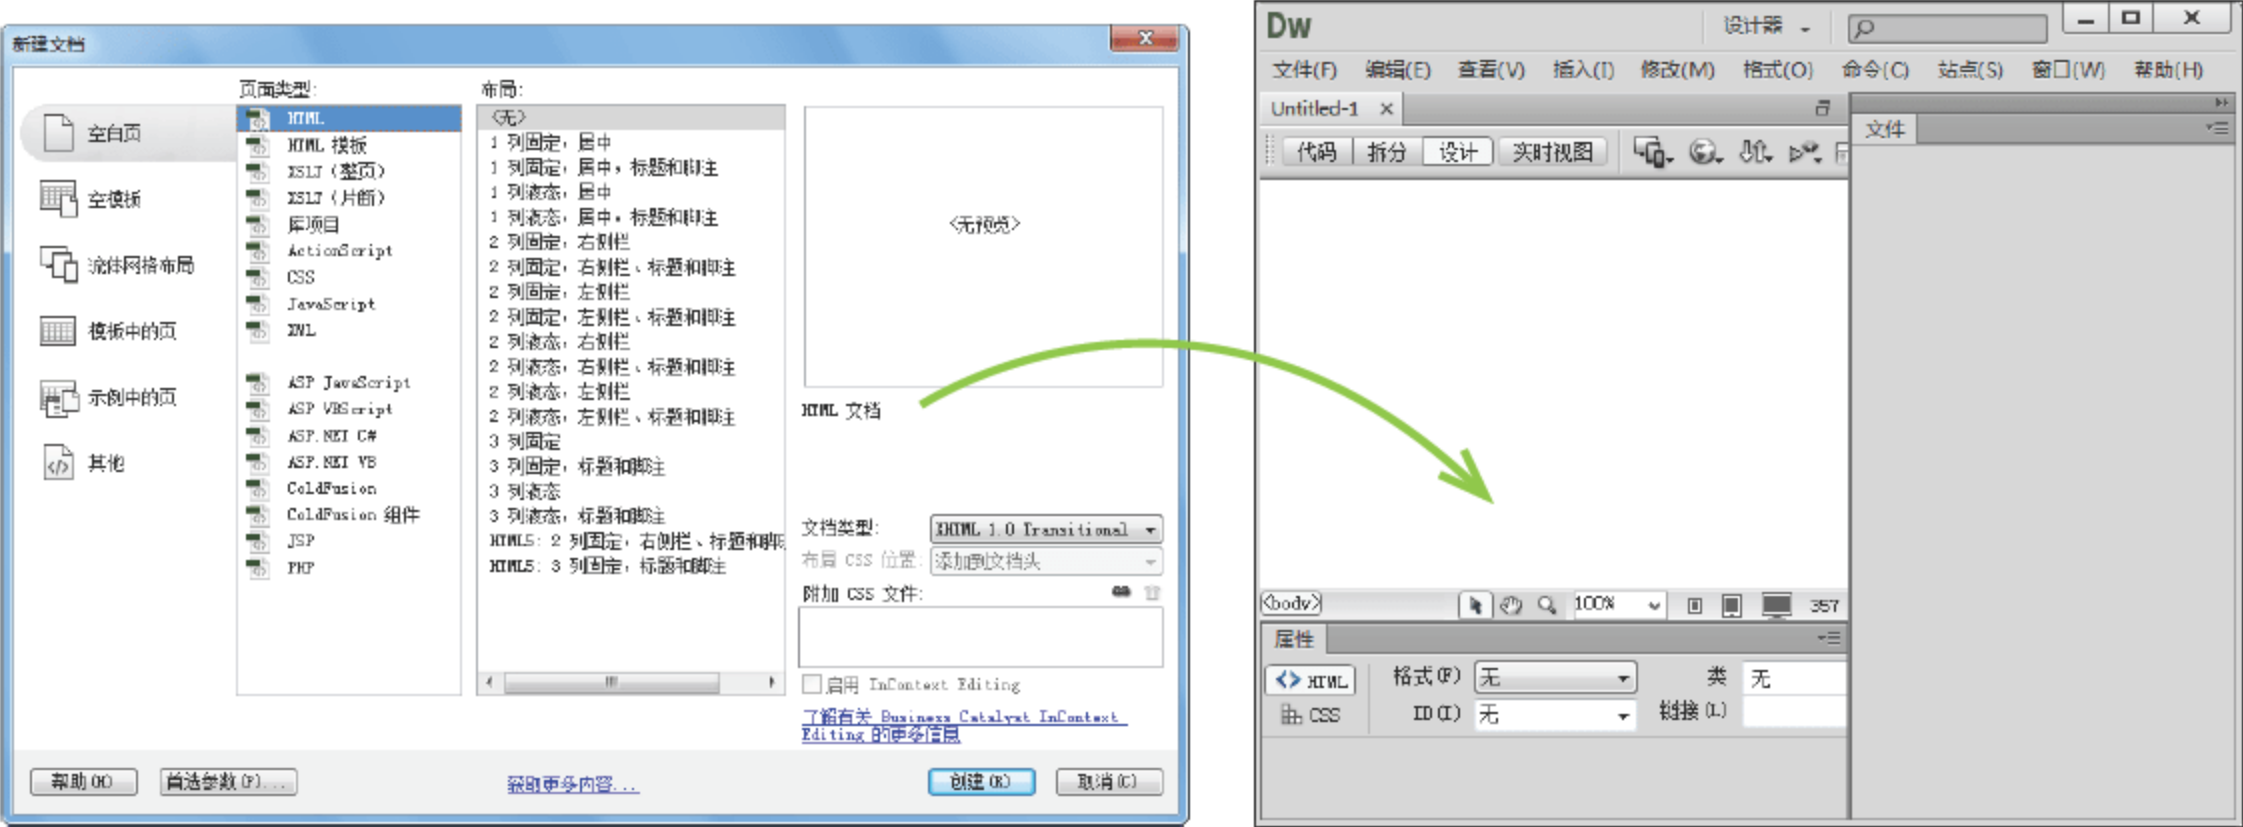 新建文档
页面类型:
布局:
空白页
空模板
流体网格布局
模板中的页
示例中的页
其他
HTML
HTML 模板
XSLT (整页)
XSLT (片断)
库项目
ActionScript
CSS
JavaScript
XML
ASP JavaScript
ASP VBScript
ASP.NET C#
ASP.NET VB
ColdFusion
ColdFusion 组件
JSP
PHP
<无>
1 列固定，居中
1 列固定，居中，标题和脚注
1 列液态，居中
1 列液态，居中，标题和脚注
2 列固定，右侧栏
2 列固定，右侧栏、标题和脚注
2 列固定，左侧栏
2 列固定，左侧栏、标题和脚注
2 列液态，右侧栏
2 列液态，右侧栏、标题和脚注
2 列液态，左侧栏
2 列液态，左侧栏、标题和脚注
3 列固定
3 列固定，标题和脚注
3 列液态
3 列液态，标题和脚注
HTML5: 2 列固定，右侧栏、标题和脚
HTML5: 3 列固定，标题和脚注
<无预览>
HTML 文档
文档类型: XHTML 1.0 Transitional
布局 CSS 位置: 添加到文档头
附加 CSS 文件:
启用 InContext Editing
了解有关 Business Catalyst InContext
Editing 的更多信息
帮助(H) 首选参数(P)... 获取更多内容... 创建(R) 取消(C)
Dw 设计器
文件(F) 编辑(E) 查看(V) 插入(I) 修改(M) 格式(O) 命令(C) 站点(S) 窗口(W) 帮助(H)
Untitled-1
文件
代码 拆分 设计 实时视图
<body> 100% 357
属性
<> HTML 格式(F) 无 类 无
CSS ID(I) 无 链接(L)